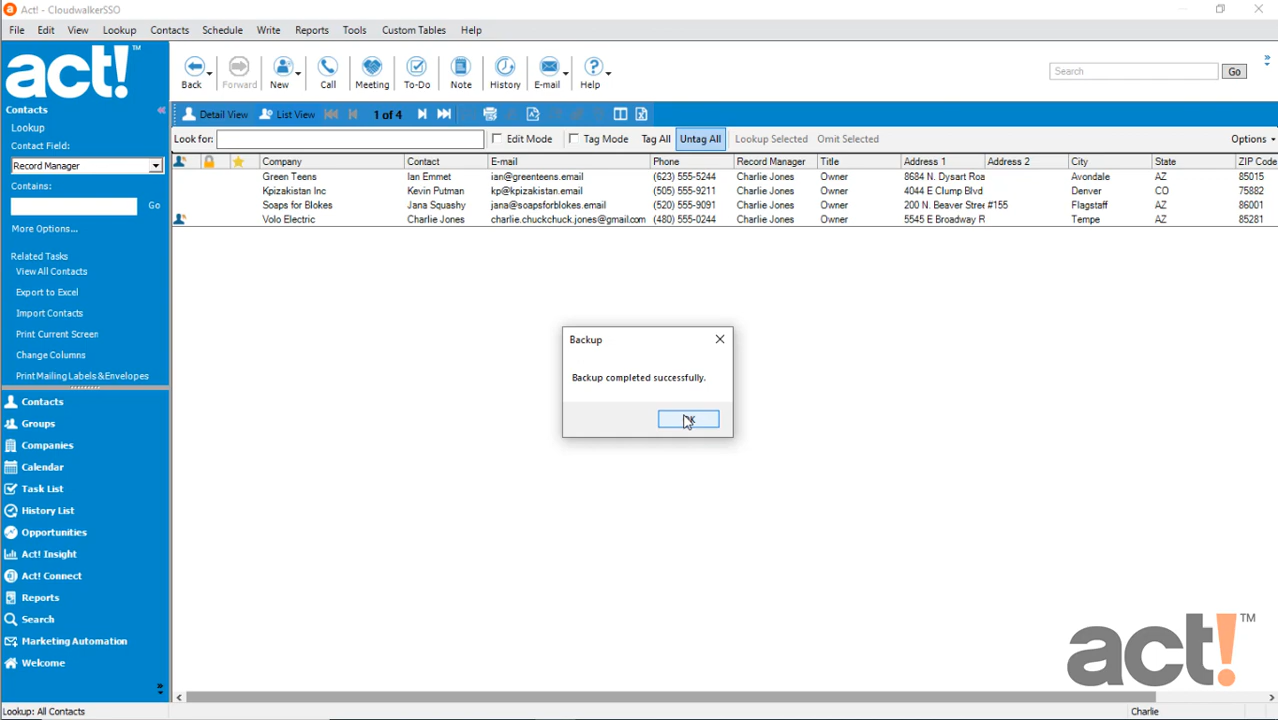 Act! - CloudwalkerSSO
File Edit View Lookup Contacts Schedule Write Reports Tools Custom Tables Help
act!™
Back Forward New Call Meeting To-Do Note History E-mail Help Search Go
Contacts
Detail View List View 1 of 4
Lookup
Look for: Edit Mode Tag Mode Tag All Untag All Lookup Selected Omit Selected Options
Contact Field:
Record Manager
Contains:
Go
More Options...
Related Tasks
View All Contacts
Export to Excel
Import Contacts
Print Current Screen
Change Columns
Print Mailing Labels & Envelopes
Company Contact E-mail Phone Record Manager Title Address 1 Address 2 City State ZIP Code
Green Teens Ian Emmet ian@greenteens.email (623) 555-5244 Charlie Jones Owner 8684 N. Dysart Roa Avondale AZ 85015
Kpizakistan Inc Kevin Putman kp@kpizakistan.email (505) 555-9211 Charlie Jones Owner 4044 E Clump Blvd Denver CO 75882
Soaps for Blokes Jana Squashy jana@soapsforblokes.email (520) 555-9091 Charlie Jones Owner 200 N. Beaver Stree #155 Flagstaff AZ 86001
Volo Electric Charlie Jones charlie.chuckchuck.jones@gmail.com (480) 555-0244 Charlie Jones Owner 5545 E Broadway R Tempe AZ 85281
Backup
Backup completed successfully.
Contacts
Groups
Companies
Calendar
Task List
History List
Opportunities
Act! Insight
Act! Connect
Reports
Search
Marketing Automation
Welcome
act!™
Lookup: All Contacts Charlie